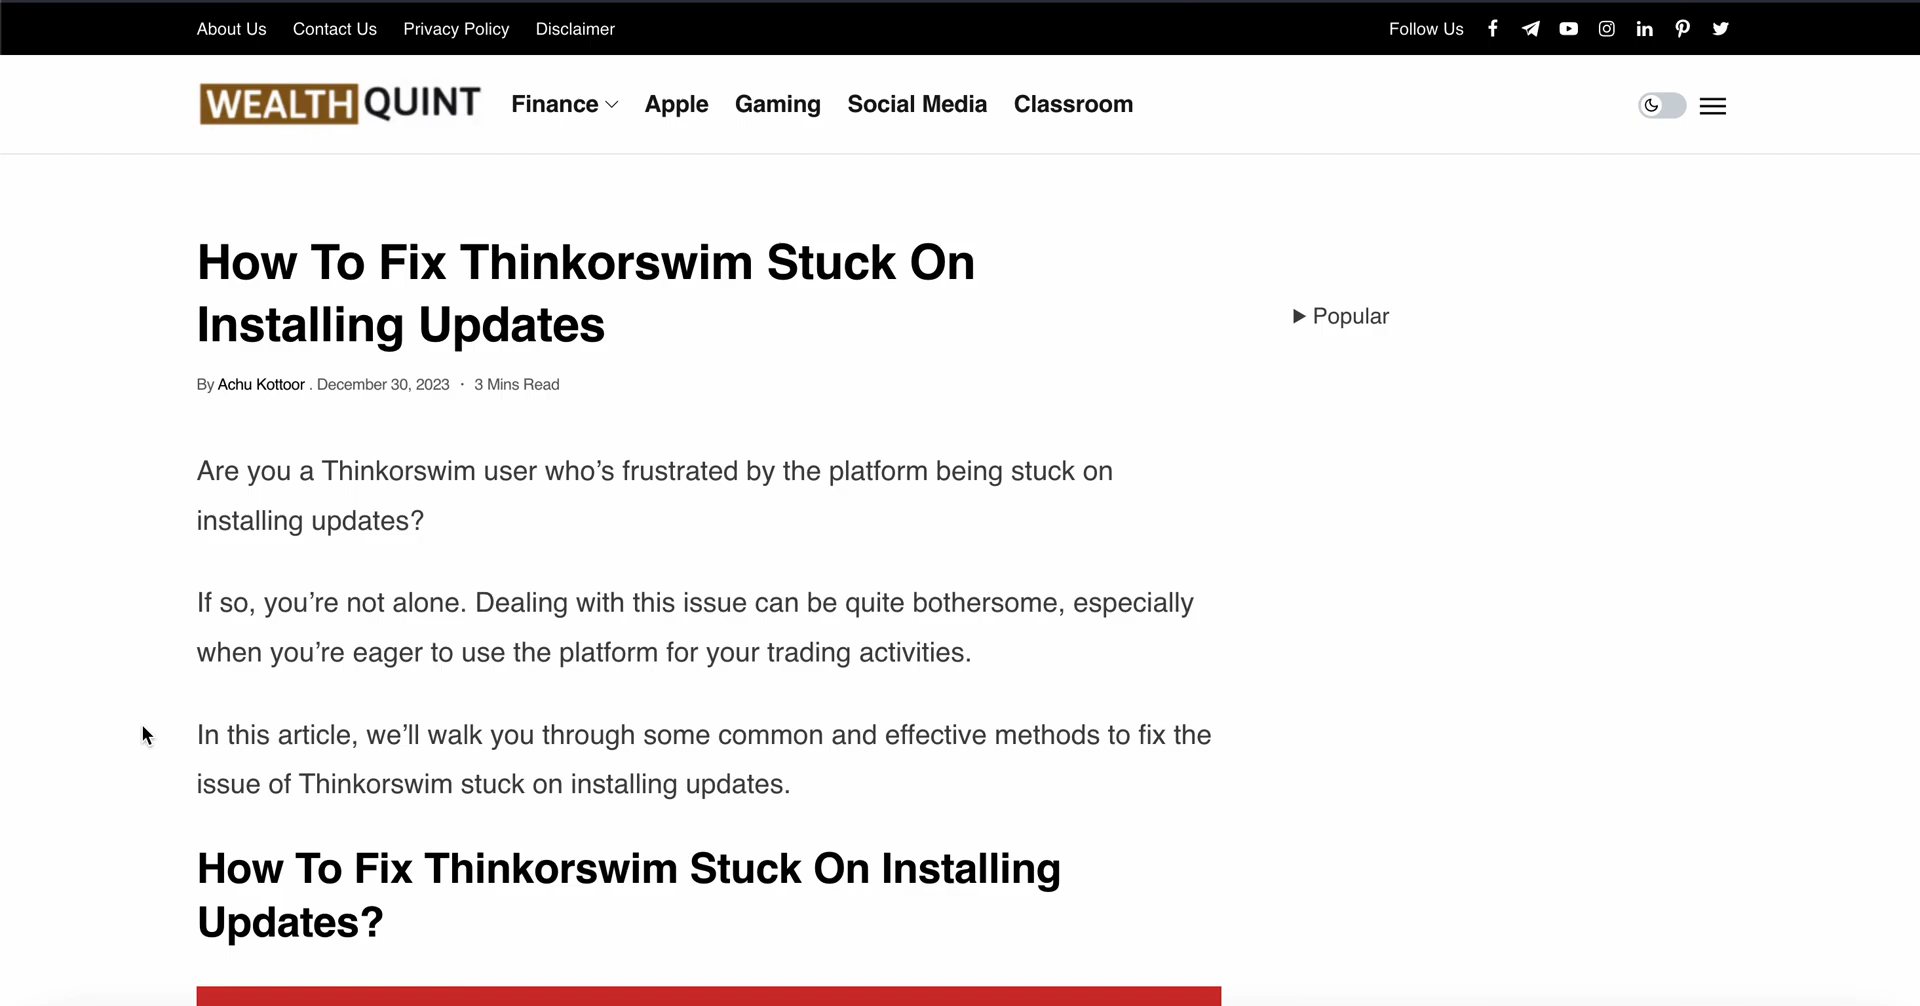 About Us Contact Us Privacy Policy Disclaimer Follow Us
WEALTH QUINT Finance Apple Gaming Social Media Classroom
How To Fix Thinkorswim Stuck On
Installing Updates
By Achu Kottoor . December 30, 2023 · 3 Mins Read
Popular
Are you a Thinkorswim user who’s frustrated by the platform being stuck on
installing updates?
If so, you’re not alone. Dealing with this issue can be quite bothersome, especially
when you’re eager to use the platform for your trading activities.
In this article, we’ll walk you through some common and effective methods to fix the
issue of Thinkorswim stuck on installing updates.
How To Fix Thinkorswim Stuck On Installing
Updates?